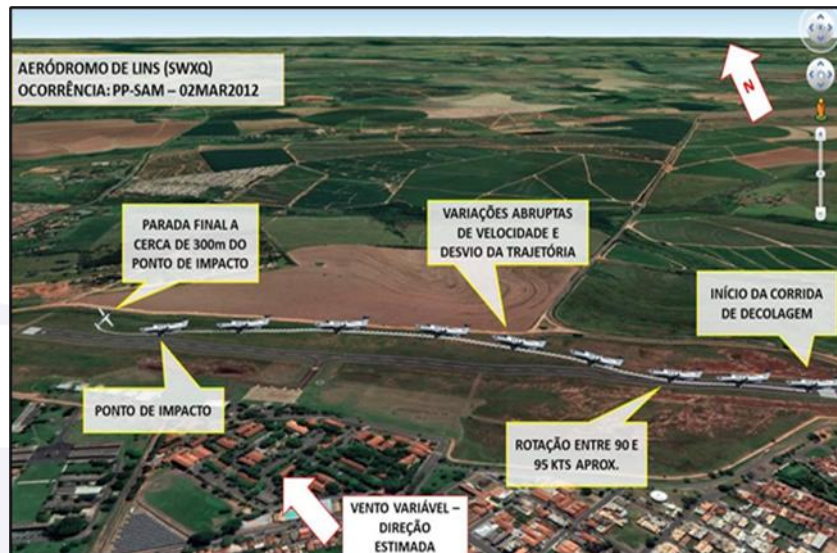 N
AERÓDROMO DE LINS (SWXQ)
OCORRÊNCIA: PP-SAM – 02MAR2012
PARADA FINAL A
CERCA DE 300m DO
PONTO DE IMPACTO
VARIAÇÕES ABRUPTAS
DE VELOCIDADE E
DESVIO DA TRAJETÓRIA
INÍCIO DA CORRIDA
DE DECOLAGEM
PONTO DE IMPACTO
ROTAÇÃO ENTRE 90 E
95 KTS APROX.
VENTO VARIÁVEL –
DIREÇÃO
ESTIMADA